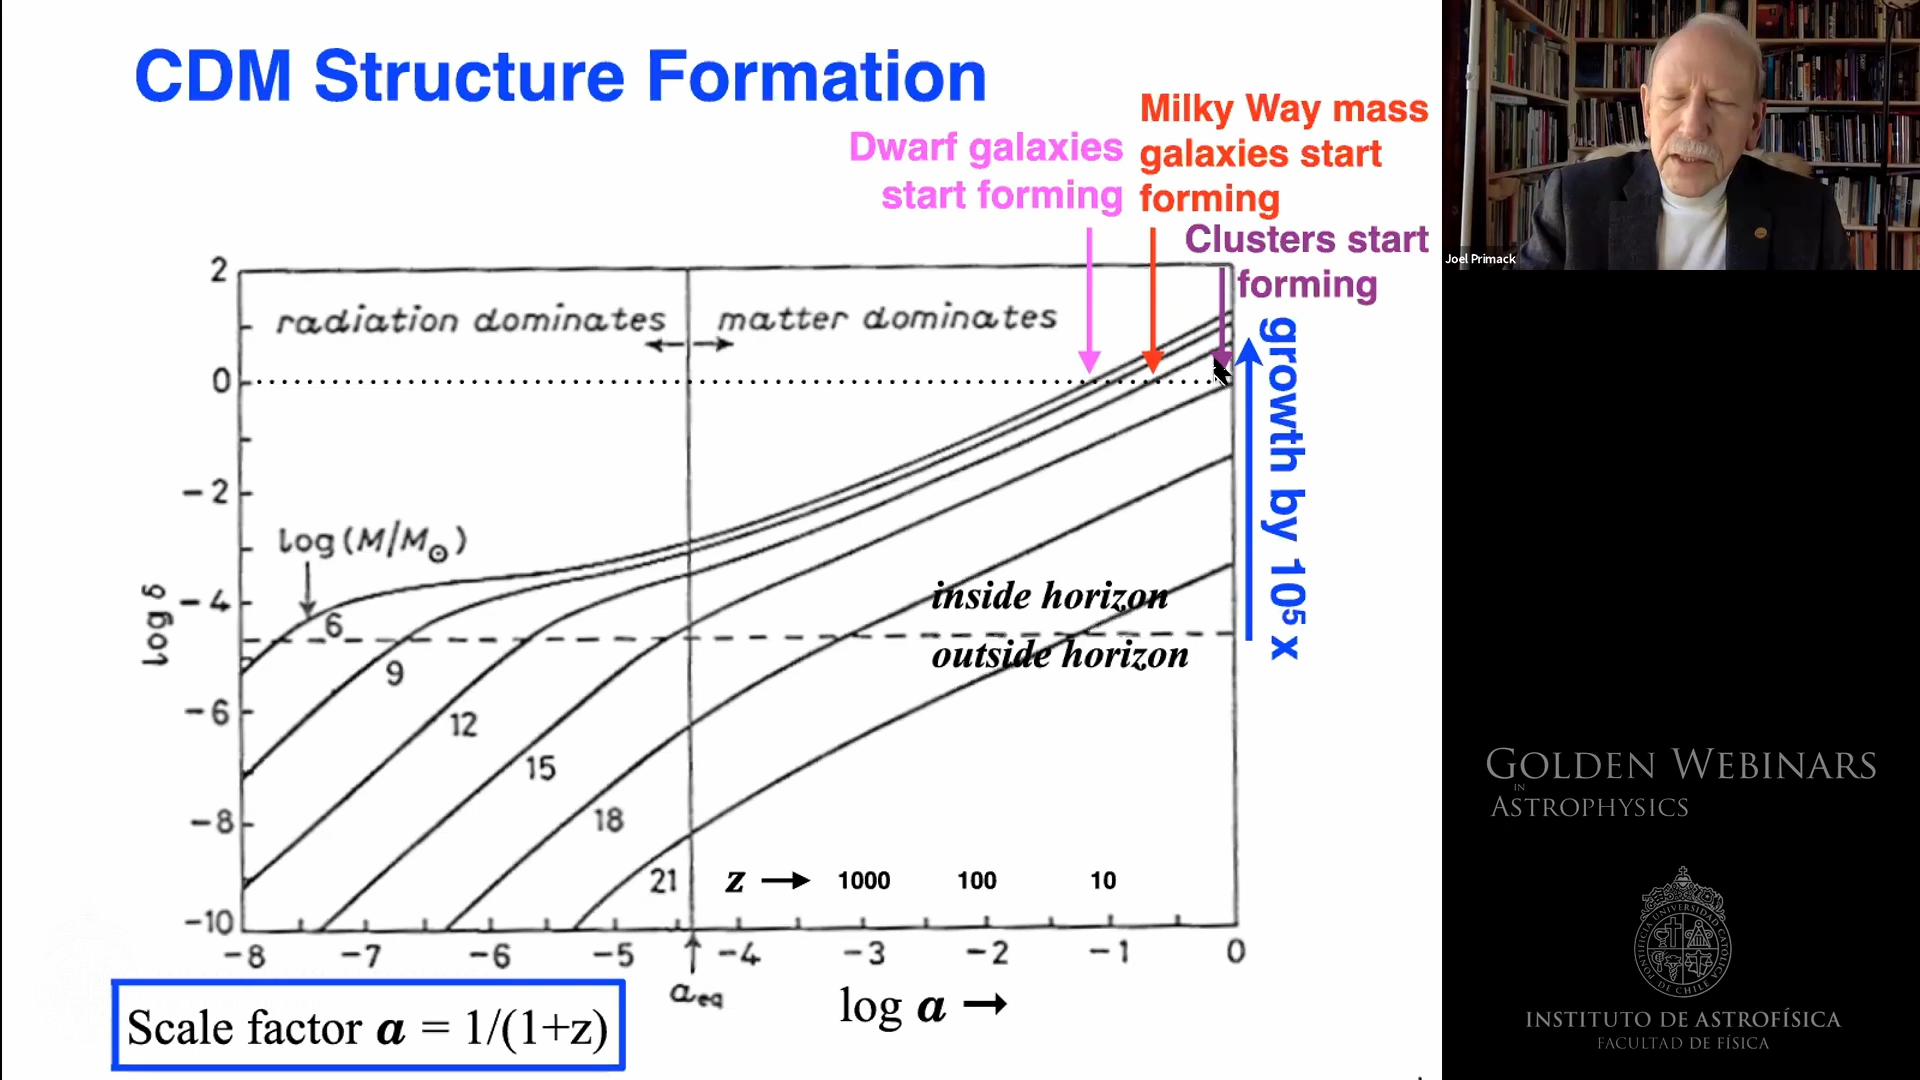 CDM Structure Formation
Dwarf galaxies
start forming
Milky Way mass
galaxies start
forming
Clusters start
forming
radiation dominates
matter dominates
growth by 10⁵ x
2
0
-2
-4
-6
-8
-10
log δ
log (M/M⊙)
6
9
12
15
18
21
inside horizon
outside horizon
z → 1000 100 10
-8 -7 -6 -5 -4 -3 -2 -1 0
a_eq
log a →
Scale factor a = 1/(1+z)
Joel Primack
GOLDEN WEBINARS
IN
ASTROPHYSICS
INSTITUTO DE ASTROFÍSICA
FACULTAD DE FÍSICA